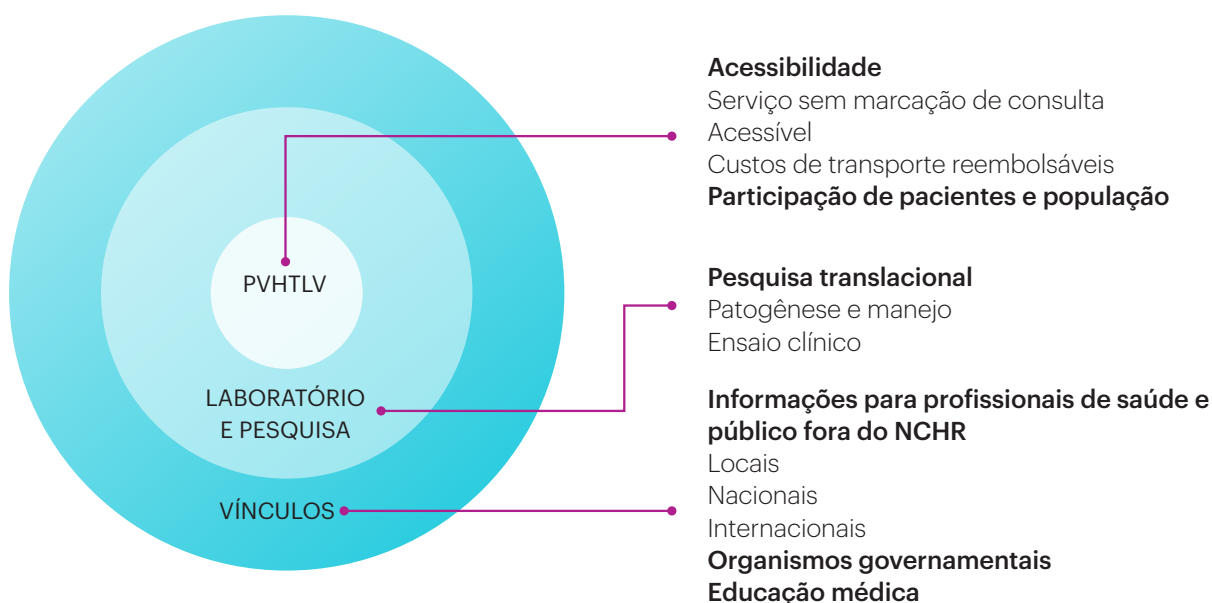 PVHTLV
LABORATÓRIO
E PESQUISA
VÍNCULOS
Acessibilidade
Serviço sem marcação de consulta
Acessível
Custos de transporte reembolsáveis
Participação de pacientes e população
Pesquisa translacional
Patogênese e manejo
Ensaio clínico
Informações para profissionais de saúde e
público fora do NCHR
Locais
Nacionais
Internacionais
Organismos governamentais
Educação médica